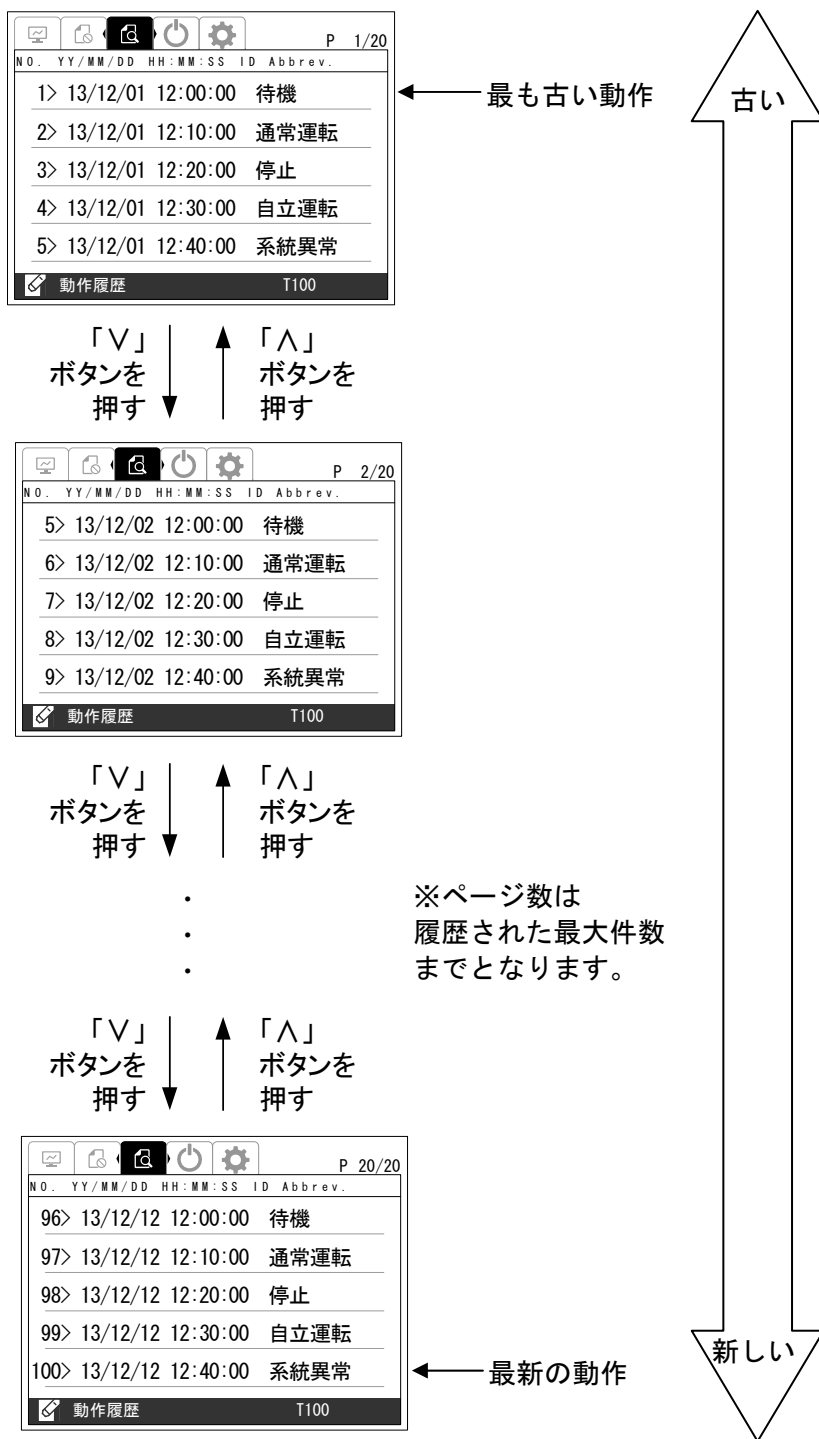 P 1/20
NO. YY/MM/DD HH:MM:SS ID Abbrev.
1> 13/12/01 12:00:00 待機
2> 13/12/01 12:10:00 通常運転
3> 13/12/01 12:20:00 停止
4> 13/12/01 12:30:00 自立運転
5> 13/12/01 12:40:00 系統異常
動作履歴 T100
最も古い動作
古い
「∨」
ボタンを
押す
「∧」
ボタンを
押す
P 2/20
NO. YY/MM/DD HH:MM:SS ID Abbrev.
5> 13/12/02 12:00:00 待機
6> 13/12/02 12:10:00 通常運転
7> 13/12/02 12:20:00 停止
8> 13/12/02 12:30:00 自立運転
9> 13/12/02 12:40:00 系統異常
動作履歴 T100
「∨」
ボタンを
押す
「∧」
ボタンを
押す
・
・
・
※ページ数は
履歴された最大件数
までとなります。
「∨」
ボタンを
押す
「∧」
ボタンを
押す
P 20/20
NO. YY/MM/DD HH:MM:SS ID Abbrev.
96> 13/12/12 12:00:00 待機
97> 13/12/12 12:10:00 通常運転
98> 13/12/12 12:20:00 停止
99> 13/12/12 12:30:00 自立運転
100> 13/12/12 12:40:00 系統異常
動作履歴 T100
最新の動作
新しい